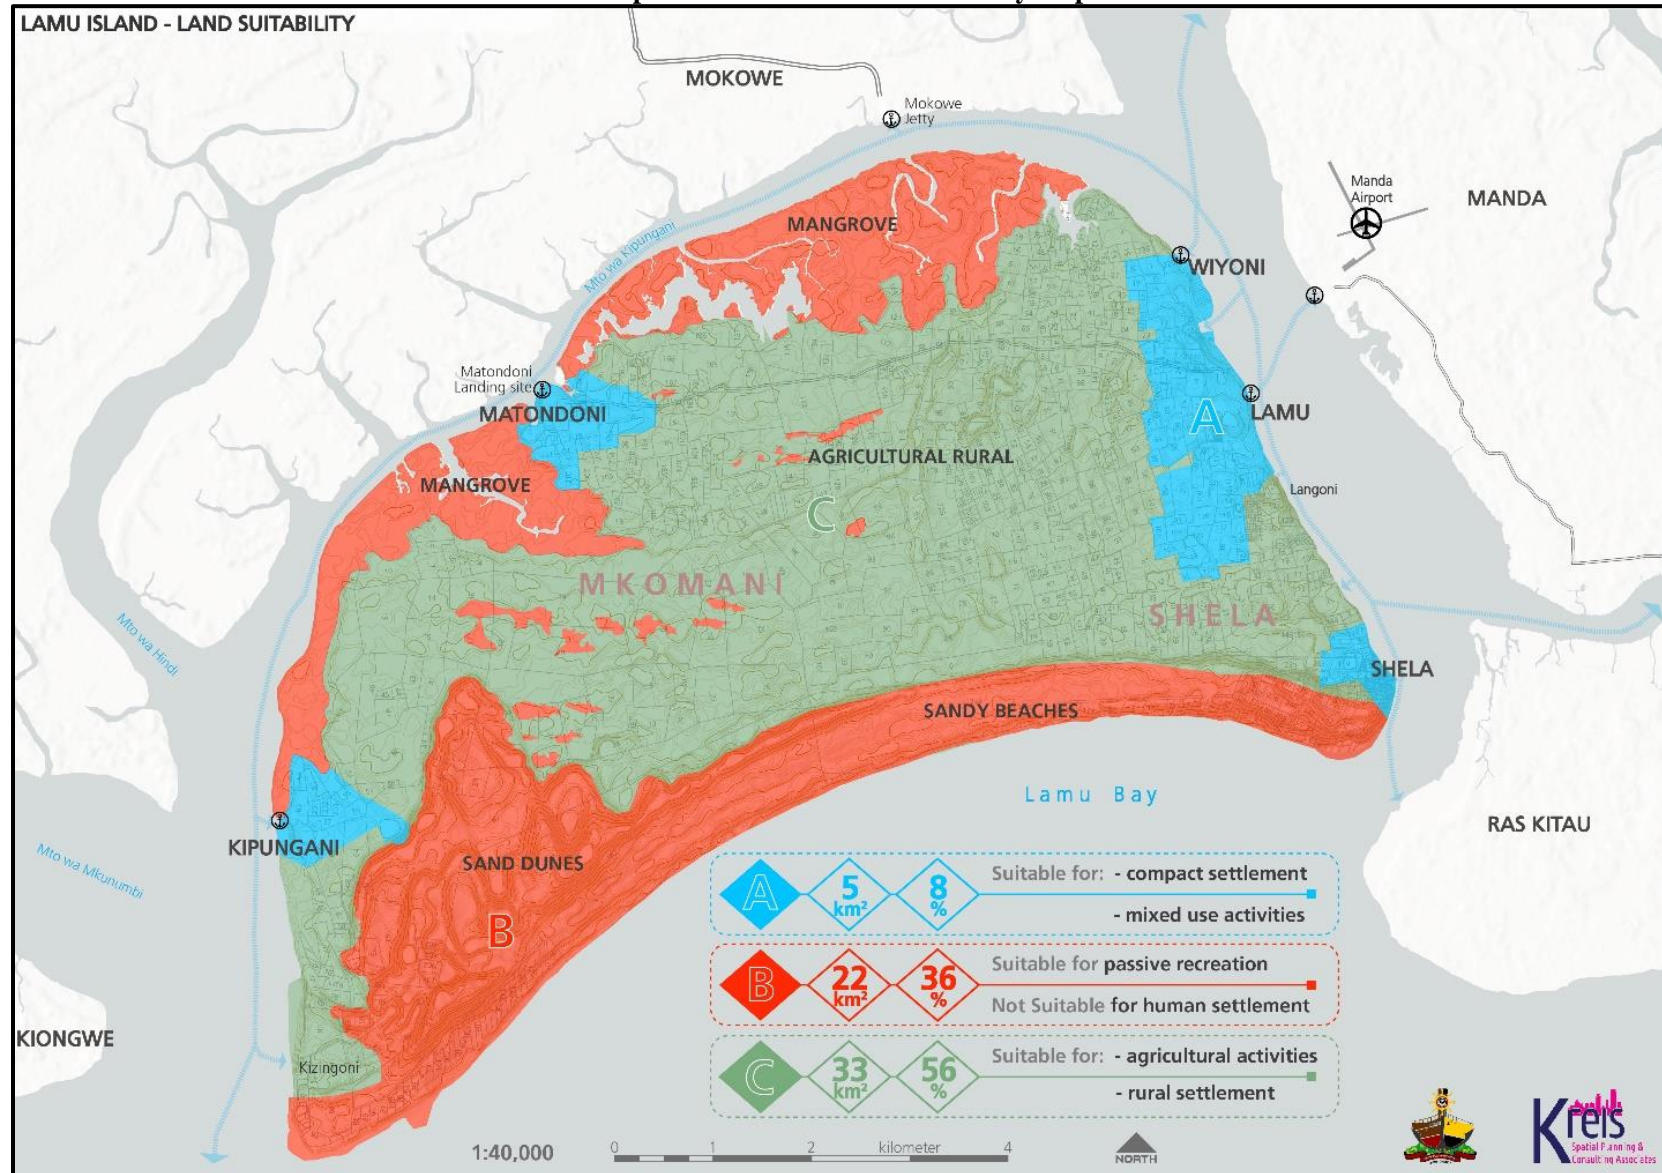 LAMU ISLAND - LAND SUITABILITY
MOKOWE
Mokowe
Jetty
Manda
Airport
MANDA
MANGROVE
Mto wa Kipungani
WIYONI
Matondoni
Landing site
MATONDONI
A
LAMU
AGRICULTURAL RURAL
MANGROVE
Langoni
C
MKOMANI
SHELA
Mto wa Hindi
SHELA
SANDY BEACHES
Lamu Bay
RAS KITAU
KIPUNGANI
Mto wa Mkunumbi
SAND DUNES
B
A
5
km²
8
%
Suitable for: - compact settlement
- mixed use activities
B
22
km²
36
%
Suitable for passive recreation
Not Suitable for human settlement
KIONGWE
Kizingoni
C
33
km²
56
%
Suitable for: - agricultural activities
- rural settlement
1:40,000
0 1 2 kilometer 4
NORTH
Kreis
Spatial Planning &
Consulting Associates